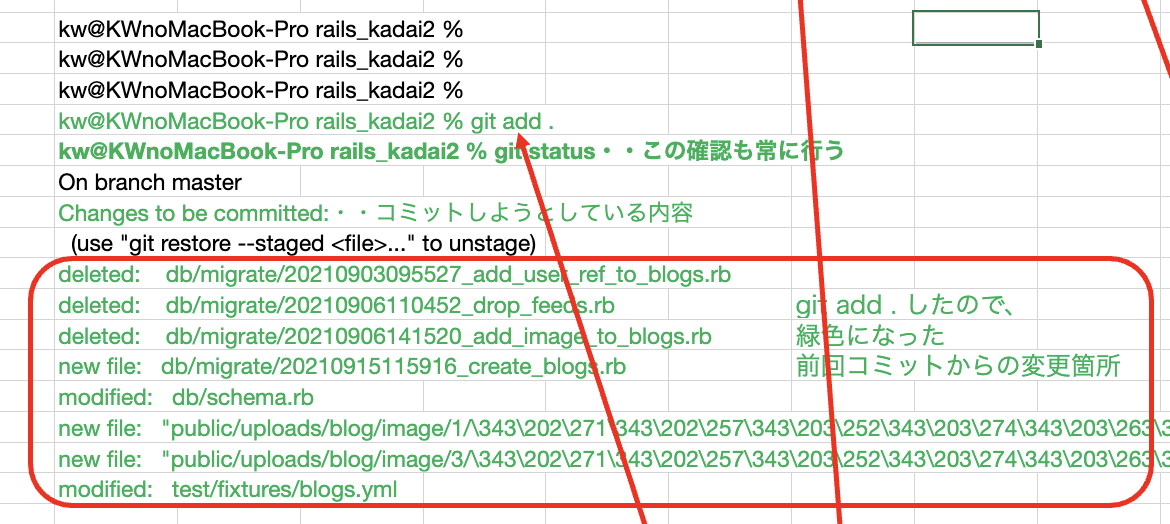 kw@KWnoMacBook-Pro rails_kadai2 %
kw@KWnoMacBook-Pro rails_kadai2 %
kw@KWnoMacBook-Pro rails_kadai2 %
kw@KWnoMacBook-Pro rails_kadai2 % git add .
kw@KWnoMacBook-Pro rails_kadai2 % git status・・この確認も常に行う
On branch master
Changes to be committed:・・コミットしようとしている内容
(use "git restore --staged <file>..." to unstage)
deleted: db/migrate/20210903095527_add_user_ref_to_blogs.rb
deleted: db/migrate/20210906110452_drop_feeds.rb git add . したので、
deleted: db/migrate/20210906141520_add_image_to_blogs.rb 緑色になった
new file: db/migrate/20210915115916_create_blogs.rb 前回コミットからの変更箇所
modified: db/schema.rb
new file: "public/uploads/blog/image/1/\343\202\271\343\202\257\343\203\252\343\203\274\343\203\263\
new file: "public/uploads/blog/image/3/\343\202\271\343\202\257\343\203\252\343\203\274\343\203\263\
modified: test/fixtures/blogs.yml